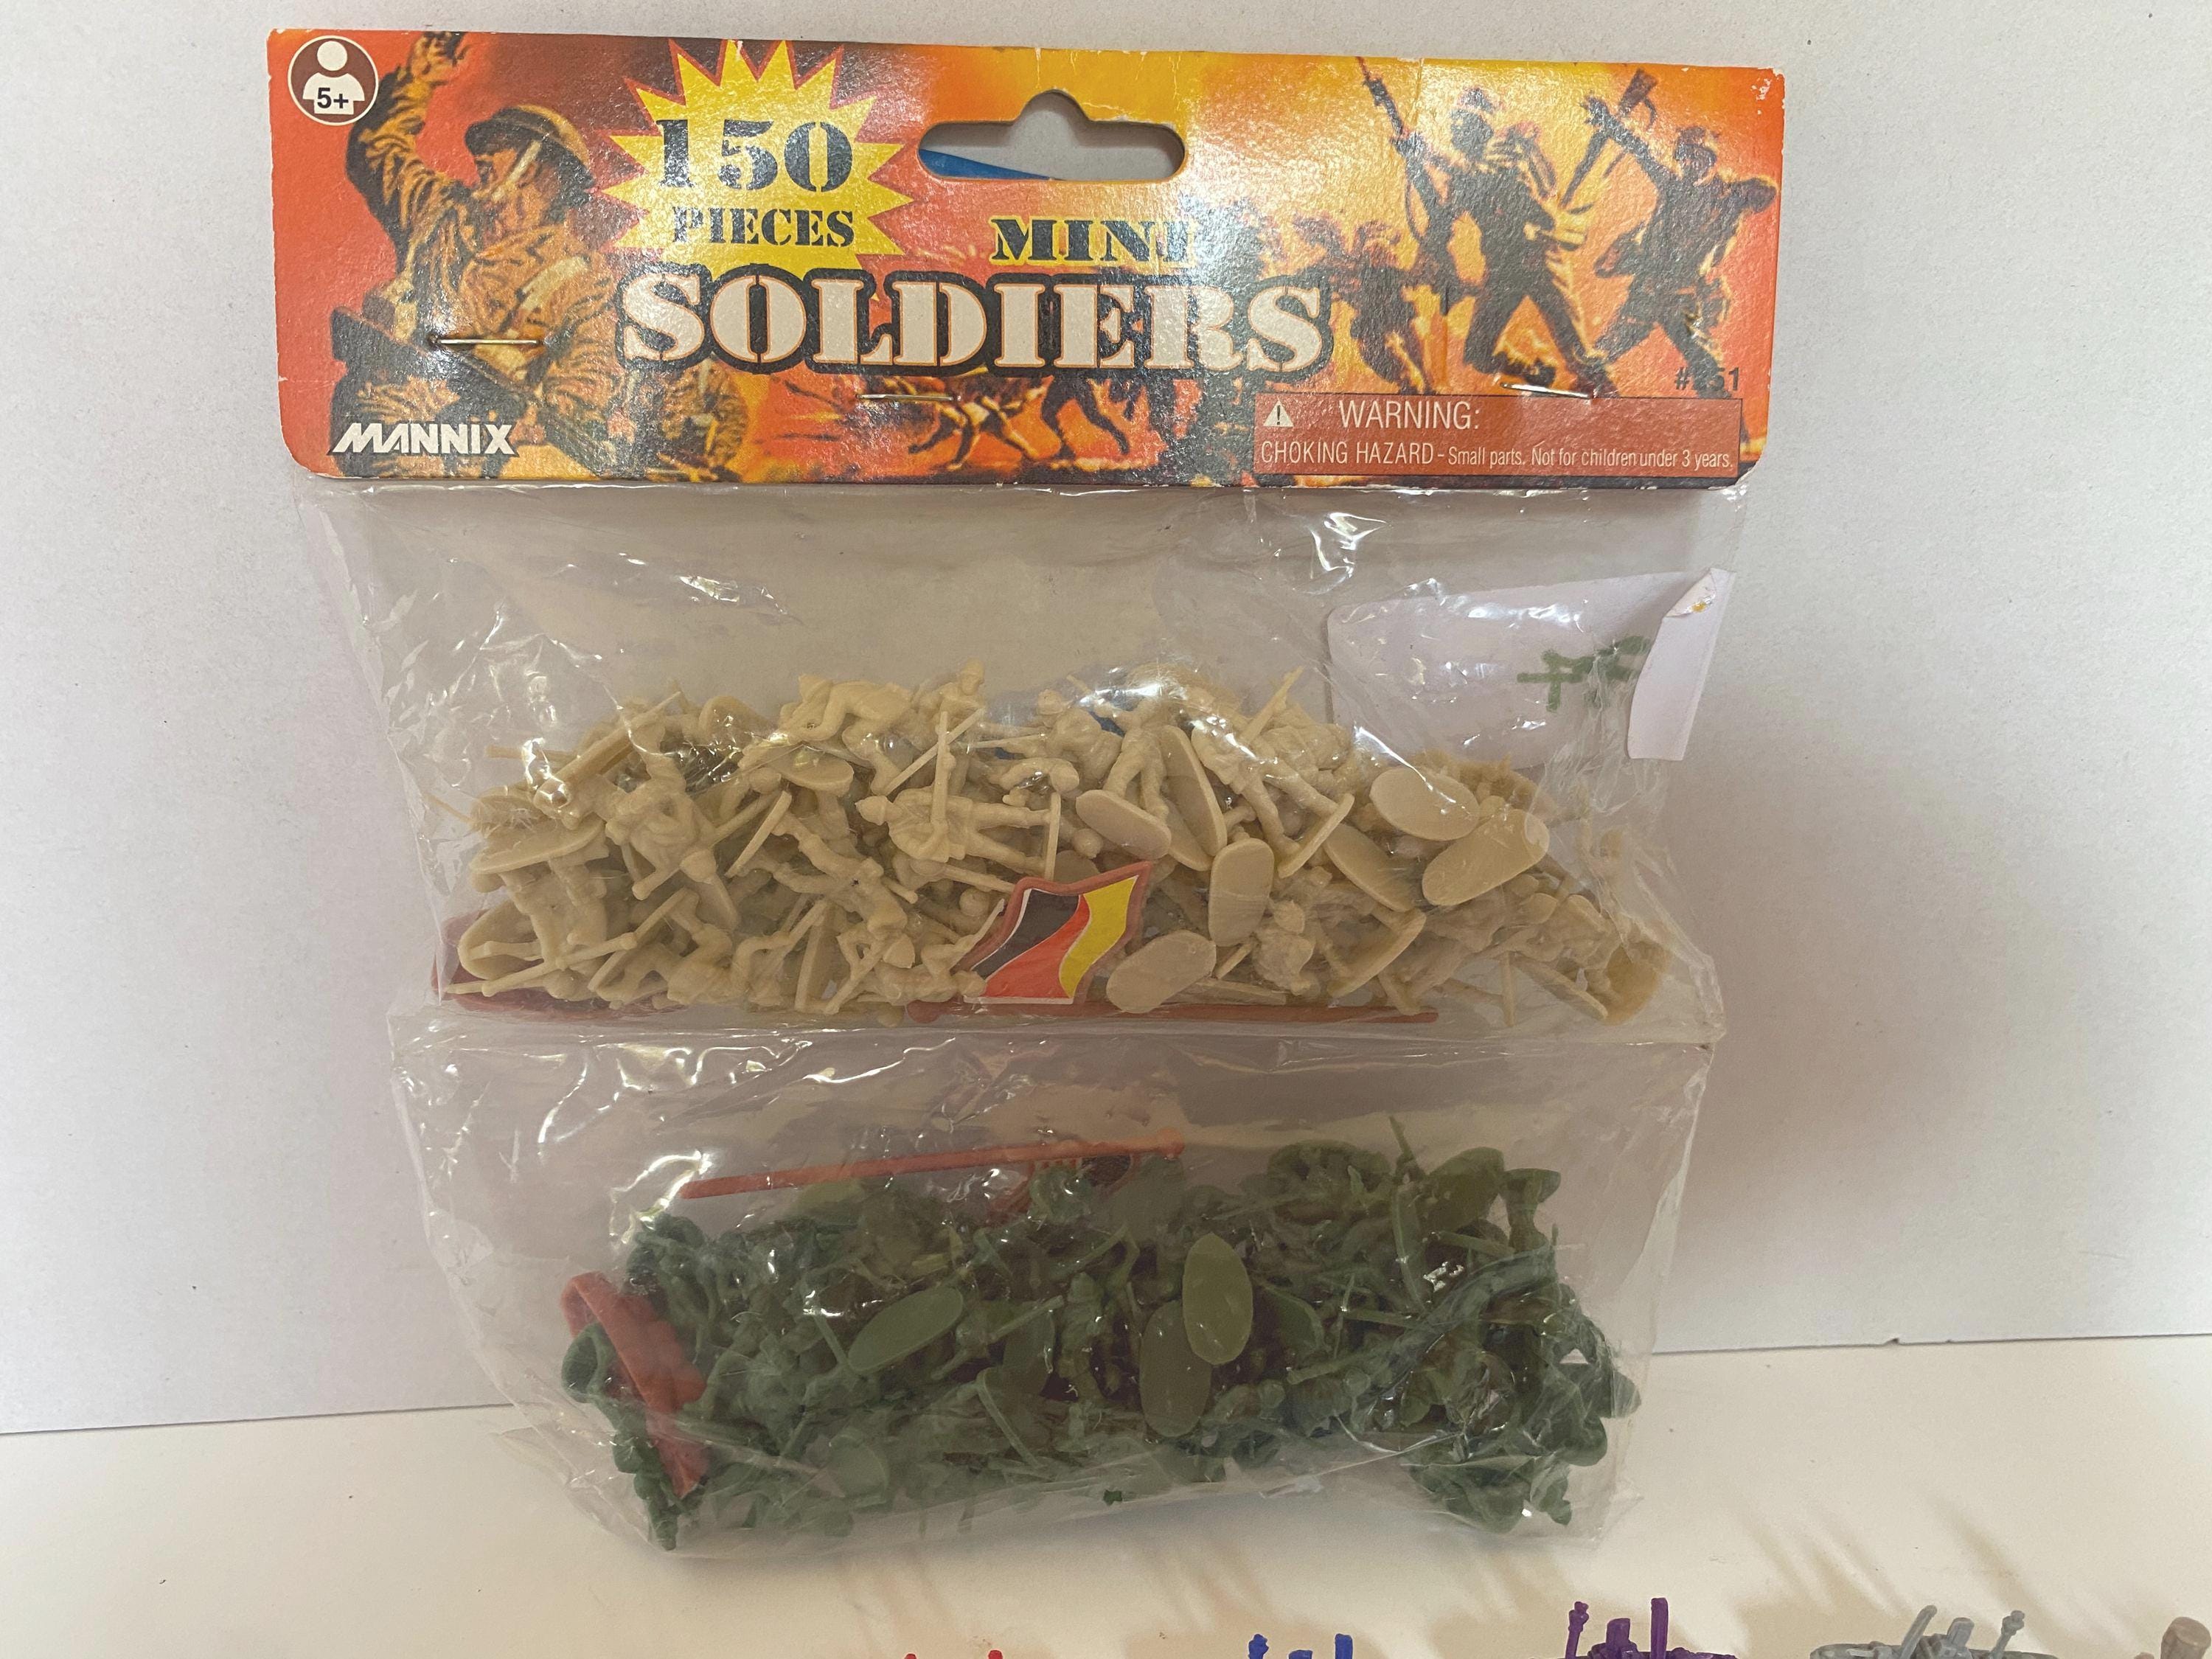 5+
150
PIECES
MINI
SOLDIERS
MANNIX
WARNING:
CHOKING HAZARD - Small parts. Not for children under 3 years.